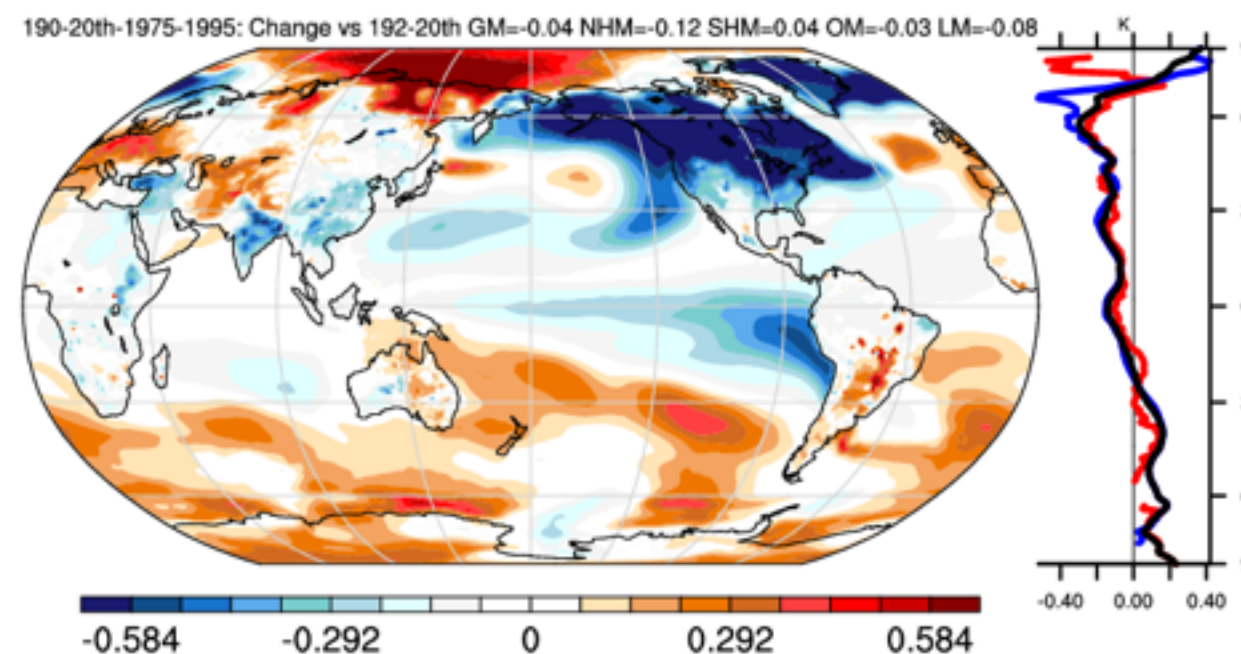 190-20th-1975-1995: Change vs 192-20th GM=-0.04 NHM=-0.12 SHM=0.04 OM=-0.03 LM=-0.08
K
-0.40 0.00 0.40
-0.584 -0.292 0 0.292 0.584